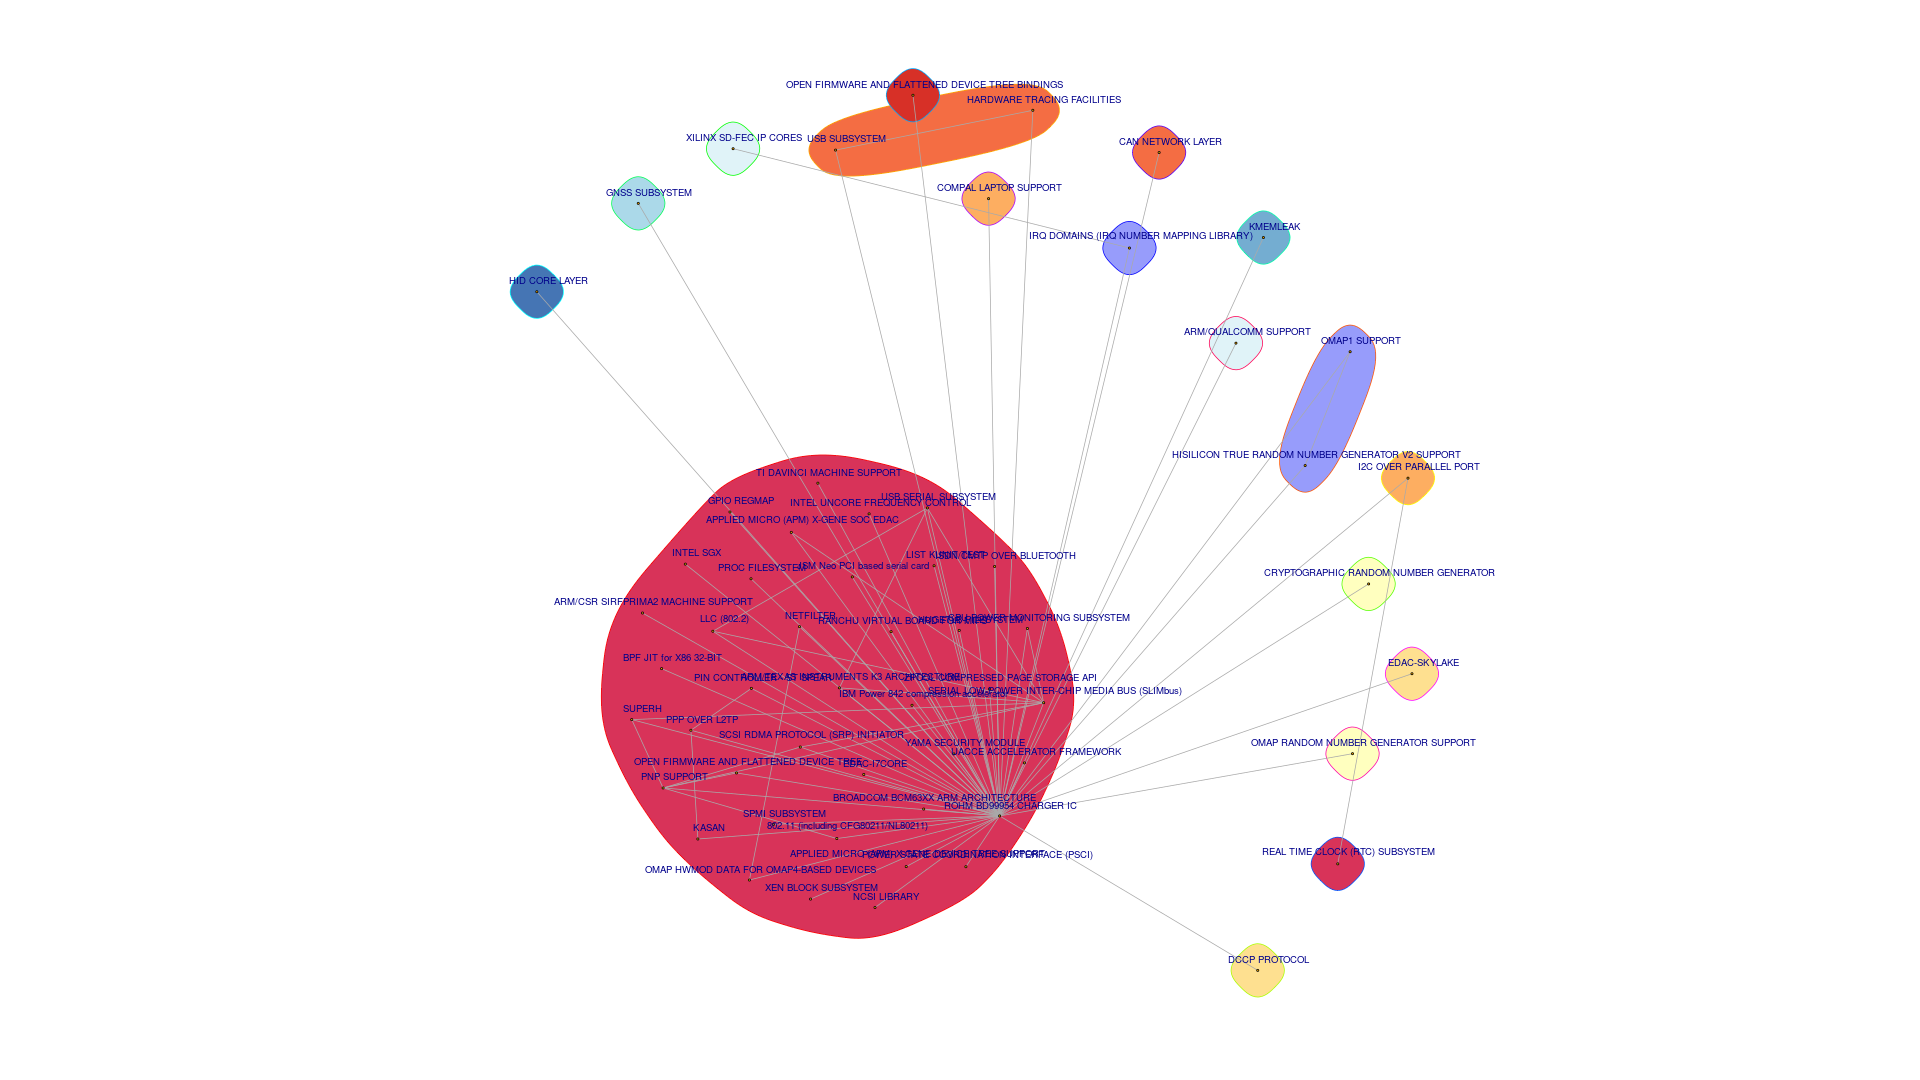 OPEN FIRMWARE AND FLATTENED DEVICE TREE BINDINGS
HARDWARE TRACING FACILITIES
XILINX SD-FEC IP CORES
USB SUBSYSTEM
CAN NETWORK LAYER
GNSS SUBSYSTEM
COMPAL LAPTOP SUPPORT
KMEMLEAK
IRQ DOMAINS (IRQ NUMBER MAPPING LIBRARY)
HID CORE LAYER
ARM/QUALCOMM SUPPORT
OMAP1 SUPPORT
HISILICON TRUE RANDOM NUMBER GENERATOR V2 SUPPORT
I2C OVER PARALLEL PORT
TI DAVINCI MACHINE SUPPORT
USB SERIAL SUBSYSTEM
GPIO REGMAP
INTEL UNCORE FREQUENCY CONTROL
APPLIED MICRO (APM) X-GENE SOC EDAC
INTEL SGX
LIST KUNIT TEST
ISDN/CMTP OVER BLUETOOTH
PROC FILESYSTEM
IBM Neo PCI based serial card
CRYPTOGRAPHIC RANDOM NUMBER GENERATOR
ARM/CSR SIRFPRIMA2 MACHINE SUPPORT
LLC (802.2)
NETFILTER
RANCHU VIRTUAL BOARD FOR MIPS
CPU POWER MONITORING SUBSYSTEM
BPF JIT for X86 32-BIT
EDAC-SKYLAKE
PIN CONTROLLER - ST SPEAR
ARM/TEXAS INSTRUMENTS K3 ARCHITECTURE
ZPOOL COMPRESSED PAGE STORAGE API
SERIAL LOW-POWER INTER-CHIP MEDIA BUS (SLIMbus)
IBM Power 842 compression accelerator
SUPERH
PPP OVER L2TP
SCSI RDMA PROTOCOL (SRP) INITIATOR
YAMA SECURITY MODULE
OMAP RANDOM NUMBER GENERATOR SUPPORT
UACCE ACCELERATOR FRAMEWORK
OPEN FIRMWARE AND FLATTENED DEVICE TREE
EDAC-I7CORE
PNP SUPPORT
BROADCOM BCM63XX ARM ARCHITECTURE
ROHM BD99954 CHARGER IC
SPMI SUBSYSTEM
KASAN
802.11 (including CFG80211/NL80211)
REAL TIME CLOCK (RTC) SUBSYSTEM
APPLIED MICRO (APM) X-GENE DEVICE TREE SUPPORT
POWER STATE COORDINATION INTERFACE (PSCI)
OMAP HWMOD DATA FOR OMAP4-BASED DEVICES
XEN BLOCK SUBSYSTEM
NCSI LIBRARY
DCCP PROTOCOL